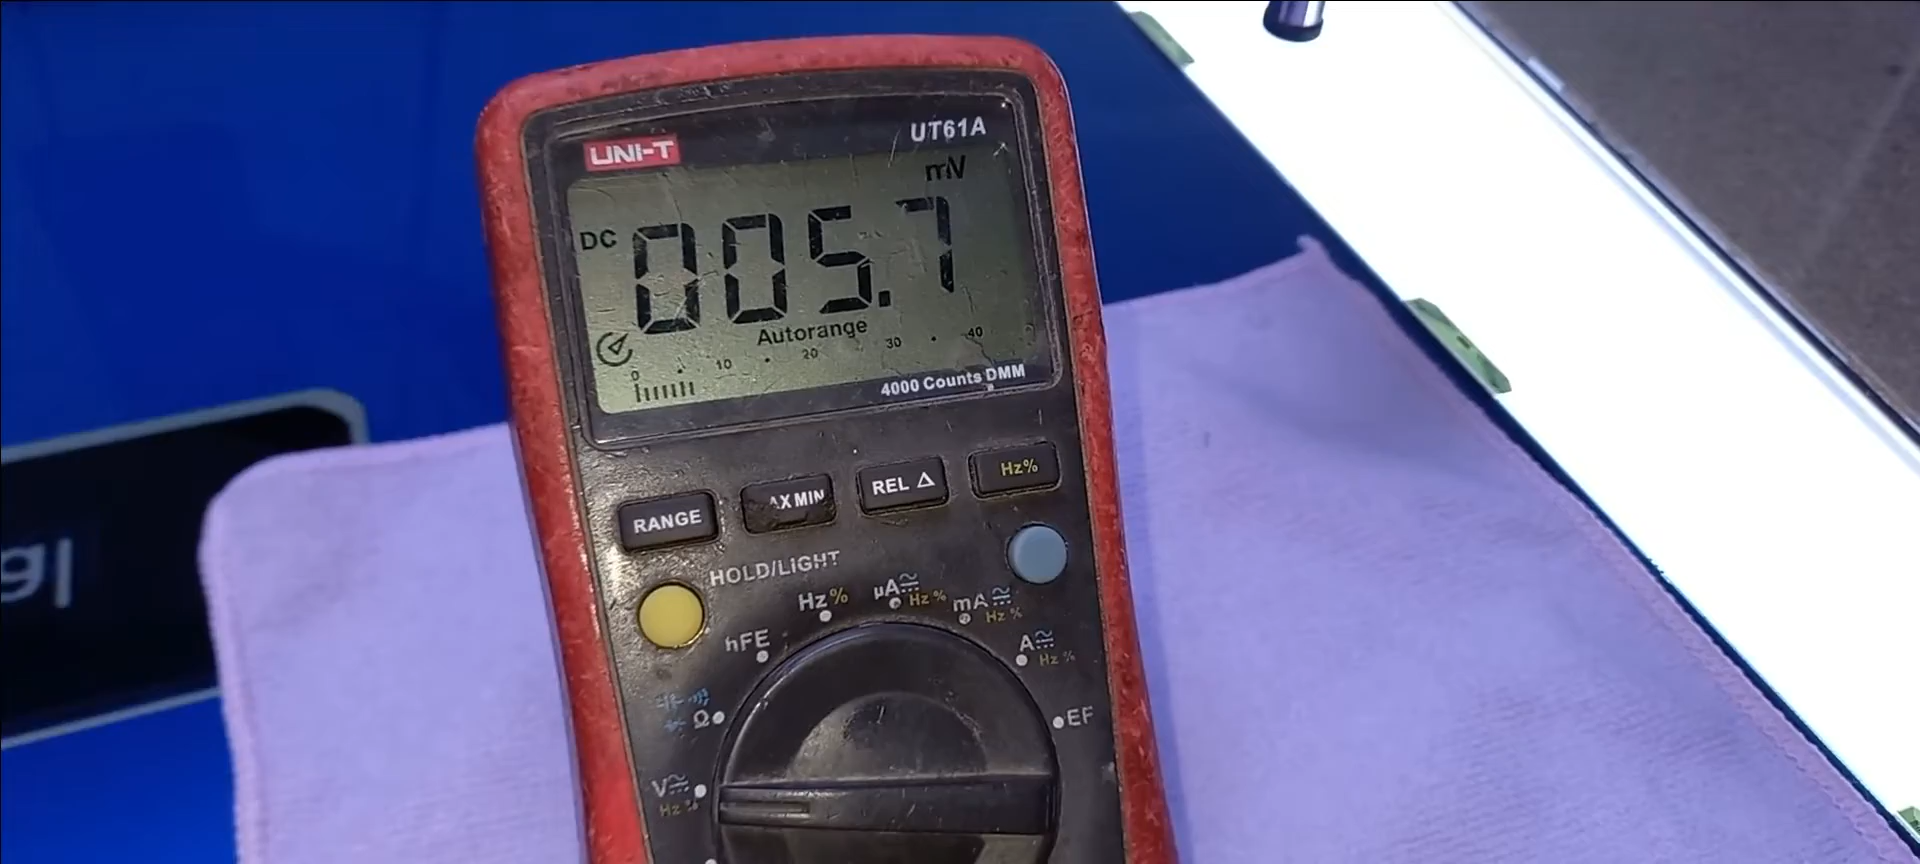 UNI-T
UT61A
mV
DC
005.7
Autorange
0 10 20 30 40
4000 Counts DMM
RANGE
AX MIN
REL Δ
Hz%
HOLD/LIGHT
hFE
Hz%
μA Hz %
mA Hz %
A Hz %
Ω
EF
V
Hz %